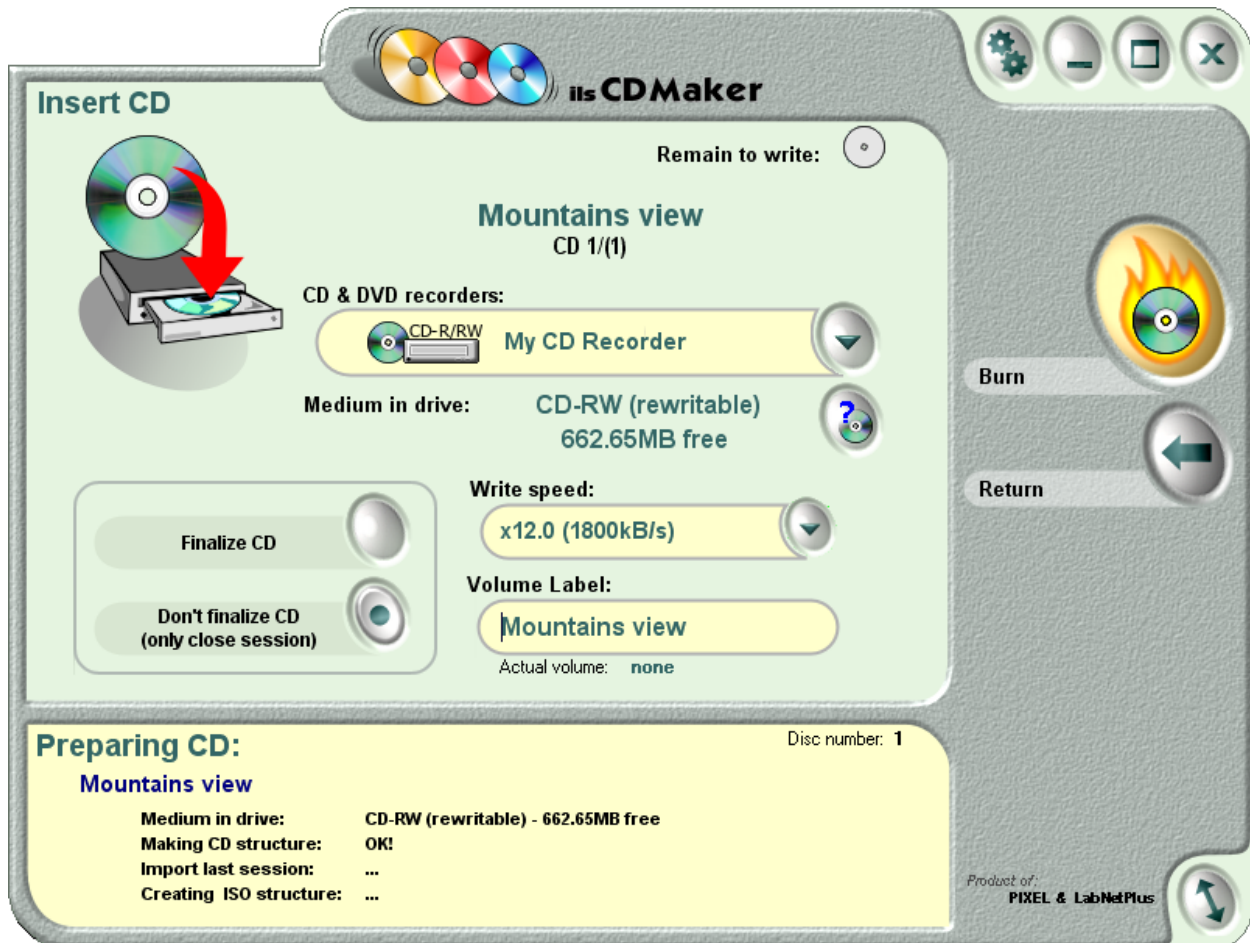 ils CDMaker
Insert CD
Remain to write:
Mountains view
CD 1/(1)
CD & DVD recorders:
CD-R/RW
My CD Recorder
Medium in drive:
CD-RW (rewritable)
662.65MB free
?
Burn
Return
Finalize CD
Don't finalize CD
(only close session)
Write speed:
x12.0 (1800kB/s)
Volume Label:
Mountains view
Actual volume: none
Preparing CD:
Disc number: 1
Mountains view
Medium in drive: CD-RW (rewritable) - 662.65MB free
Making CD structure: OK!
Import last session: ...
Creating ISO structure: ...
Product of:
PIXEL & LabNetPlus